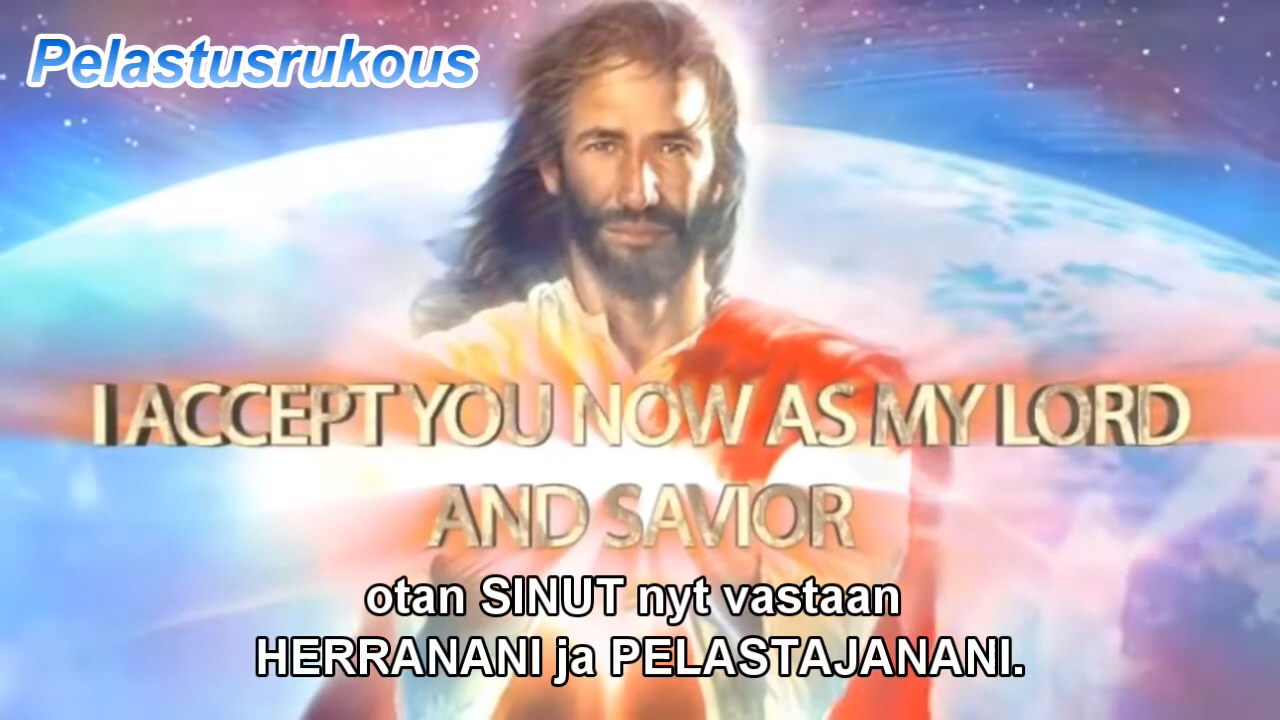 Pelastusrukous
I ACCEPT YOU NOW AS MY LORD
AND SAVIOR
otan SINUT nyt vastaan
HERRANANI ja PELASTAJANANI.